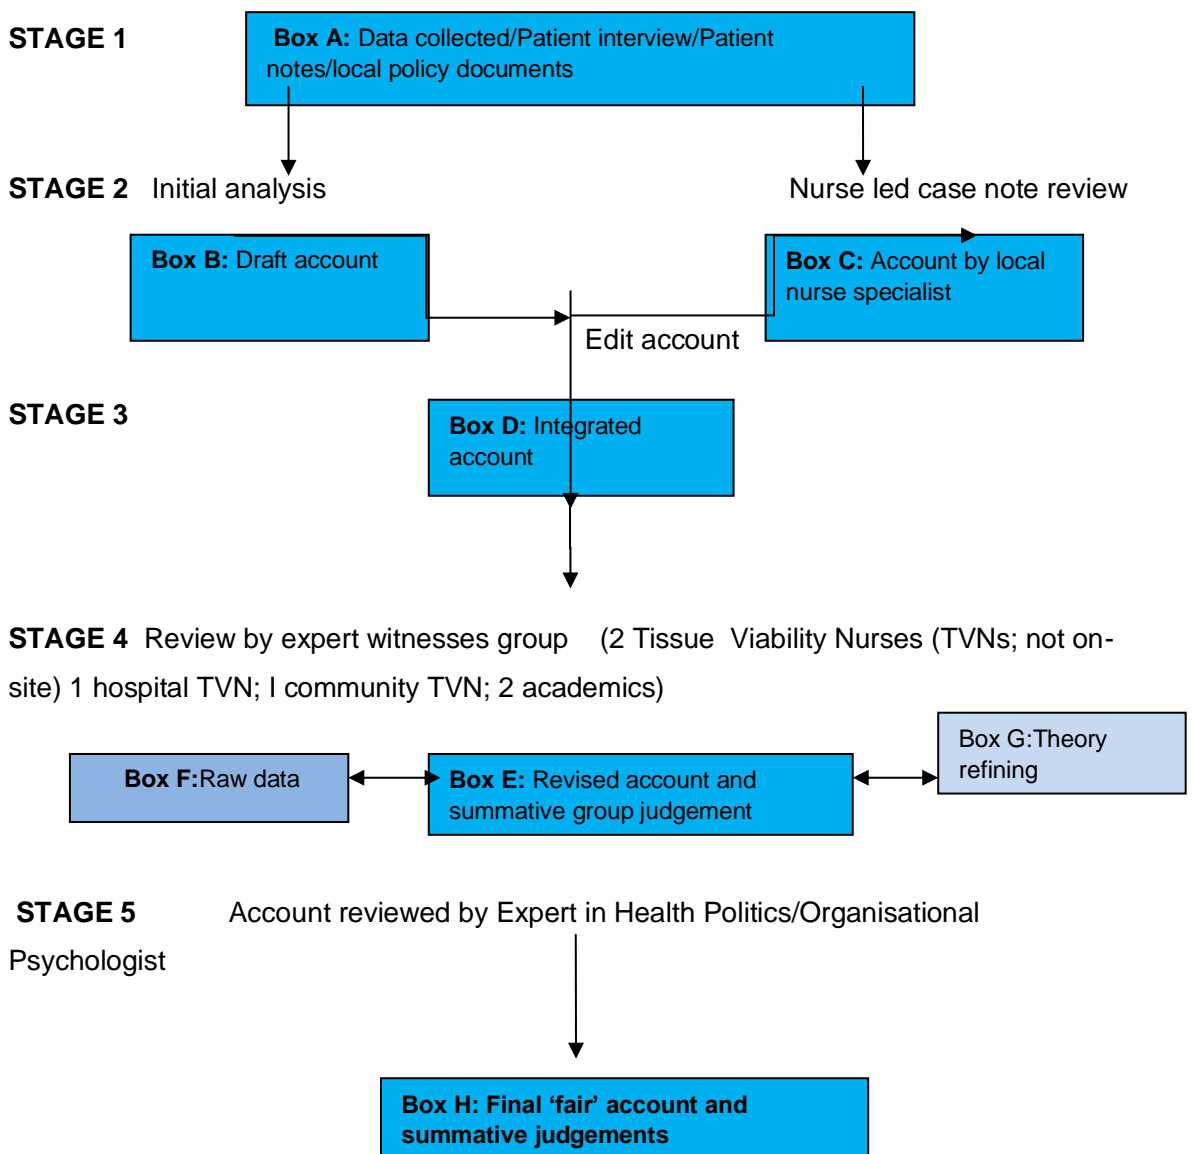 STAGE 1
Box A: Data collected/Patient interview/Patient
notes/local policy documents
STAGE 2 Initial analysis
Nurse led case note review
Box B: Draft account
Box C: Account by local
nurse specialist
Edit account
STAGE 3
Box D: Integrated
account
STAGE 4 Review by expert witnesses group (2 Tissue Viability Nurses (TVNs; not on-
site) 1 hospital TVN; I community TVN; 2 academics)
Box F:Raw data
Box E: Revised account and
summative group judgement
Box G:Theory
refining
STAGE 5 Account reviewed by Expert in Health Politics/Organisational
Psychologist
Box H: Final ‘fair’ account and
summative judgements